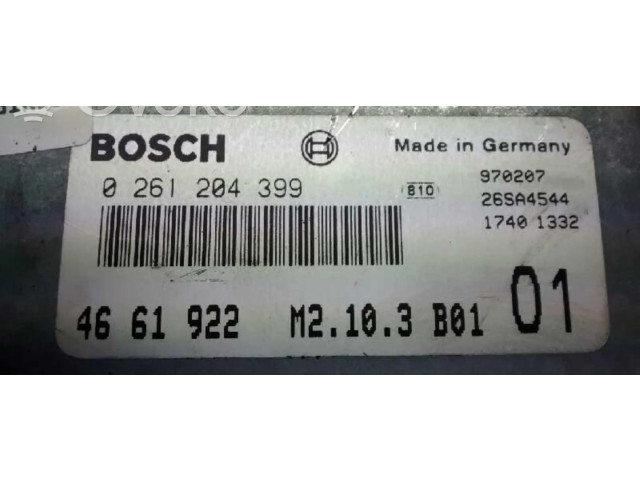 BOSCH
Made in Germany
0 261 204 399
810
970207
26SA4544
1740 1332
46 61 922 M2.10.3 B01 01